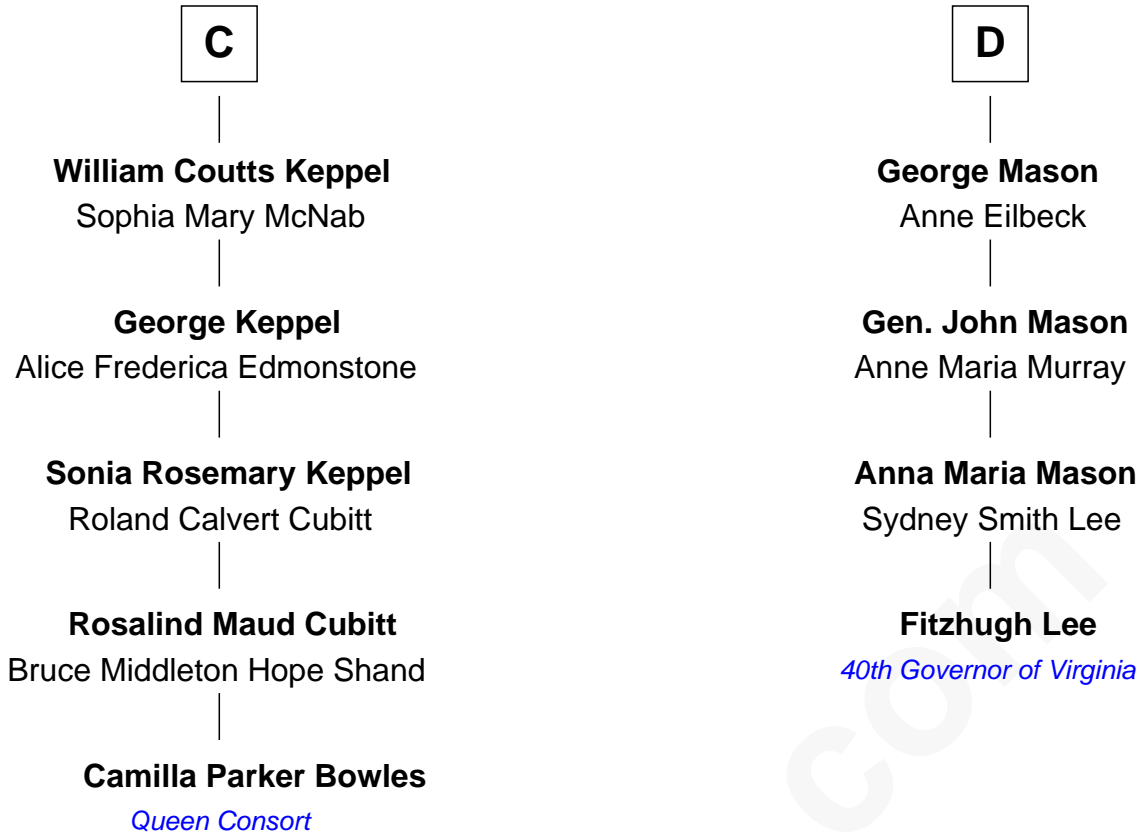 C
William Coutts Keppel
Sophia Mary McNab
George Keppel
Alice Frederica Edmonstone
Sonia Rosemary Keppel
Roland Calvert Cubitt
Rosalind Maud Cubitt
Bruce Middleton Hope Shand
Camilla Parker Bowles
Queen Consort
D
George Mason
Anne Eilbeck
Gen. John Mason
Anne Maria Murray
Anna Maria Mason
Sydney Smith Lee
Fitzhugh Lee
40th Governor of Virginia
com